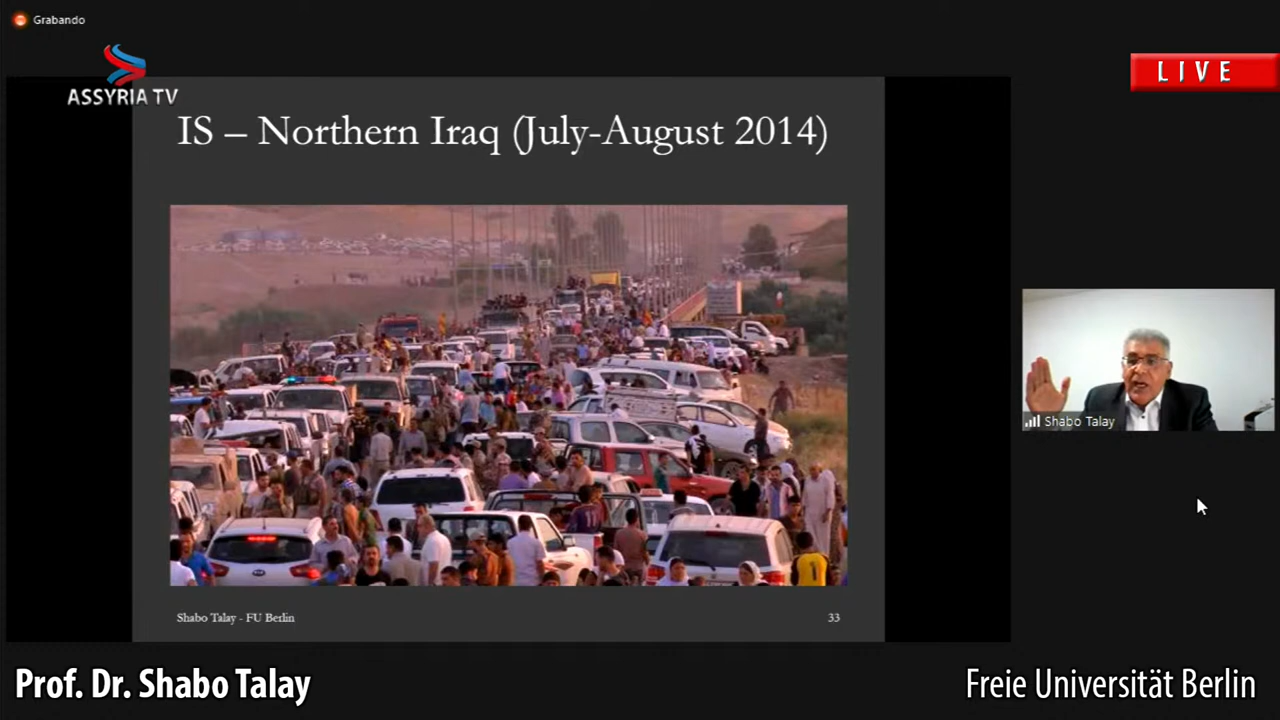 Grabando
ASSYRIA TV
LIVE
IS – Northern Iraq (July-August 2014)
Shabo Talay
Shabo Talay - FU Berlin
33
Prof. Dr. Shabo Talay
Freie Universität Berlin